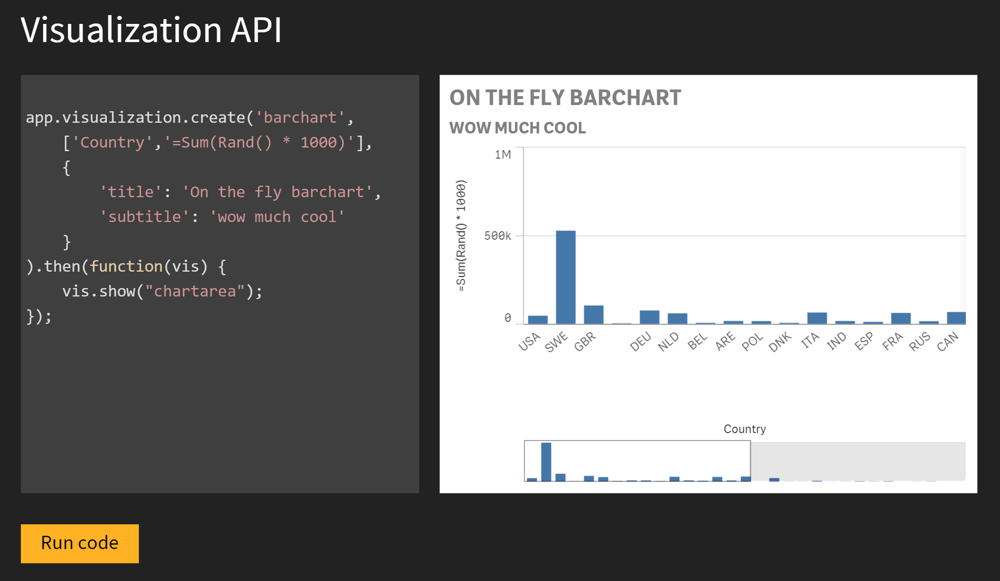 Visualization API
app.visualization.create('barchart',
    ['Country','=Sum(Rand() * 1000)'],
    {
        'title': 'On the fly barchart',
        'subtitle': 'wow much cool'
    }
).then(function(vis) {
    vis.show("chartarea");
});
ON THE FLY BARCHART
WOW MUCH COOL
=Sum(Rand() * 1000)
1M
500k
0
USA SWE GBR DEU NLD BEL ARE POL DNK ITA IND ESP FRA RUS CAN
Country
Run code